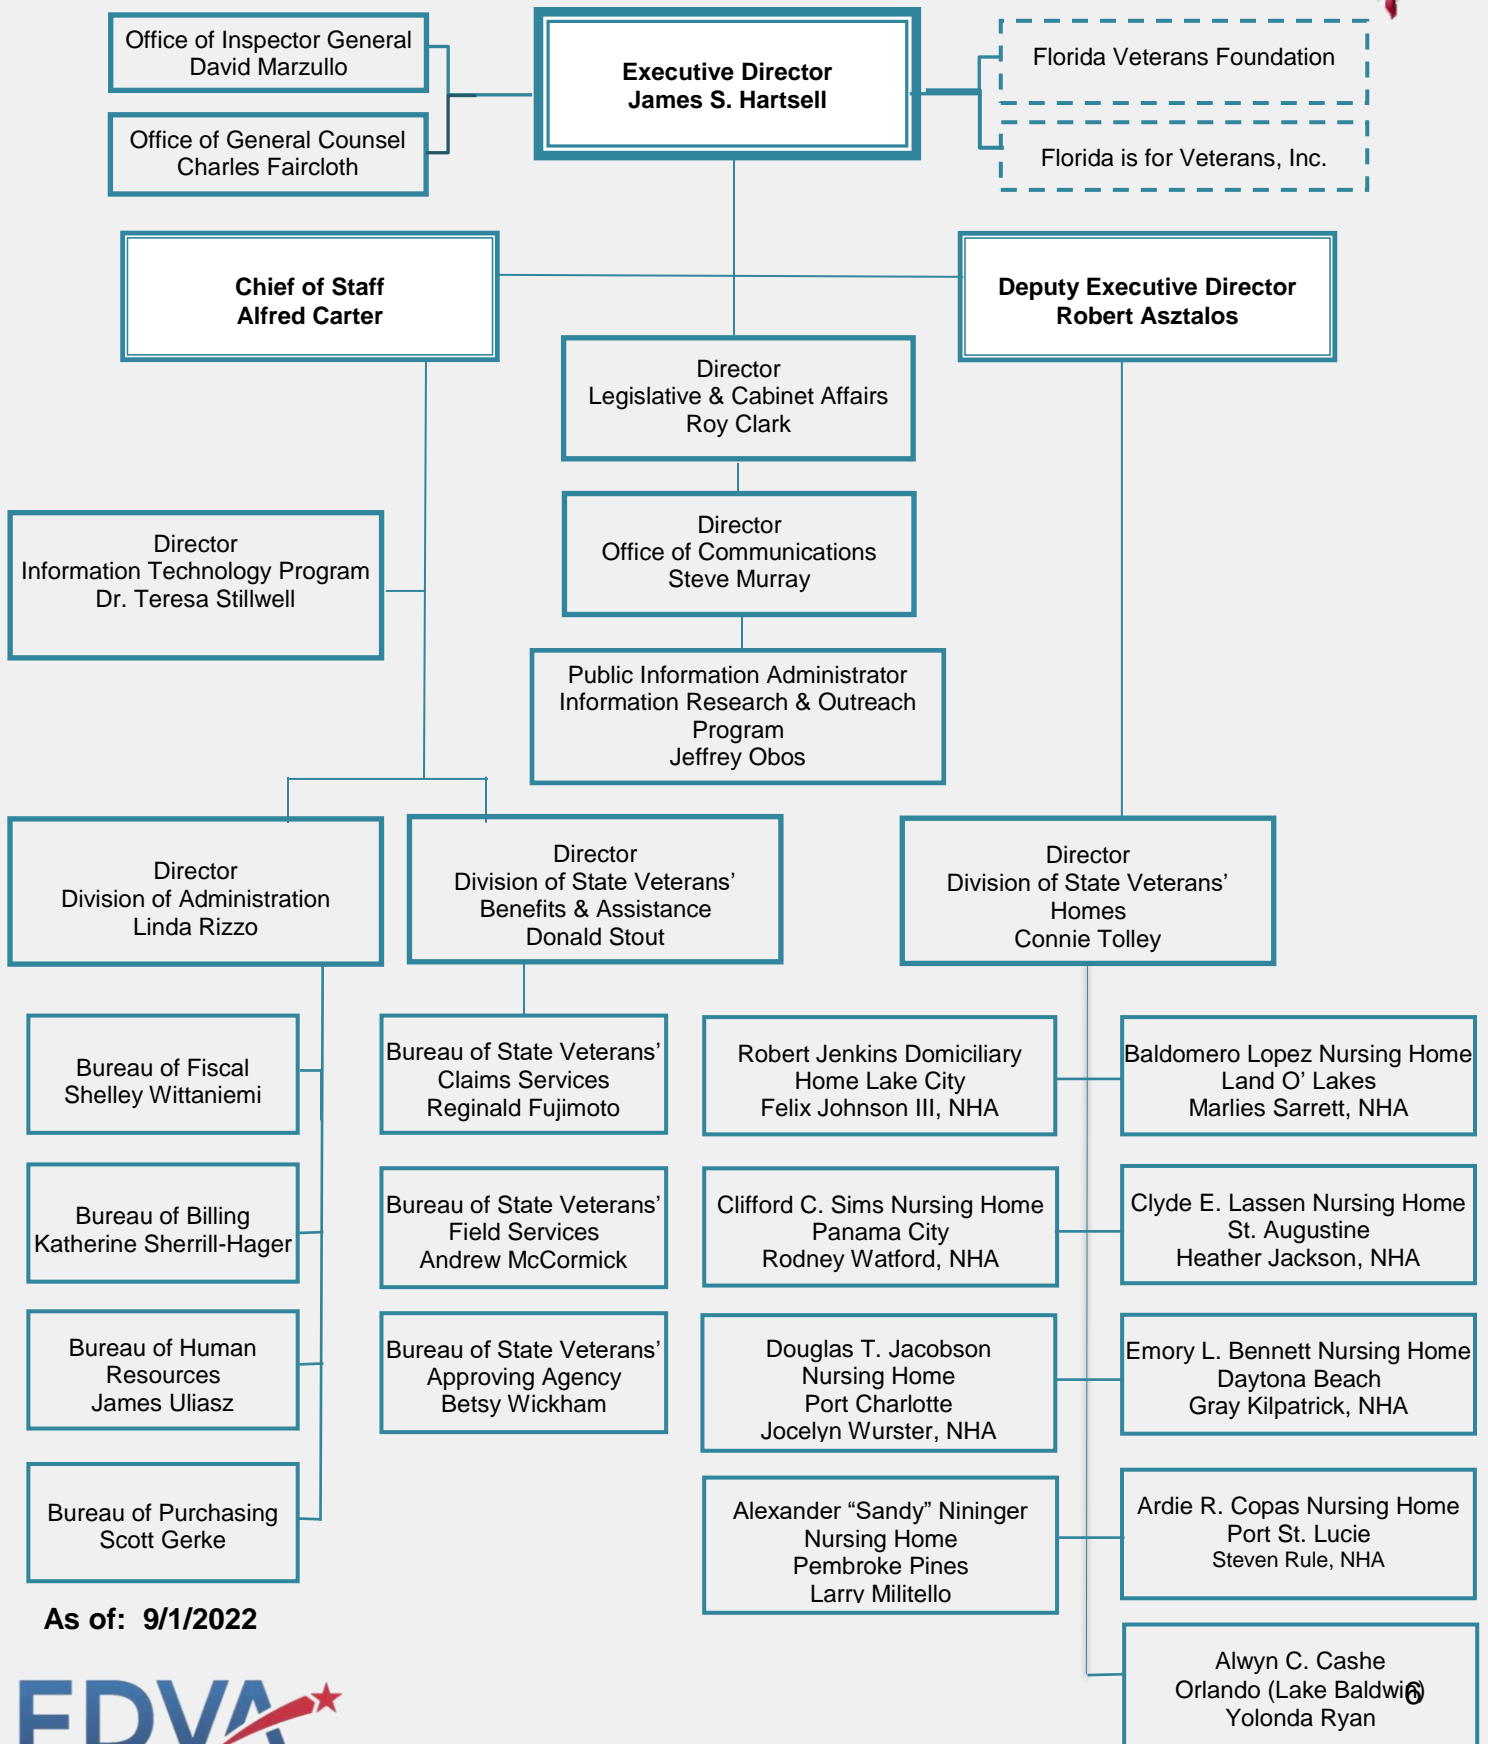 Office of Inspector General
David Marzullo
Office of General Counsel
Charles Faircloth
Executive Director
James S. Hartsell
Florida Veterans Foundation
Florida is for Veterans, Inc.
Chief of Staff
Alfred Carter
Deputy Executive Director
Robert Asztalos
Director
Legislative & Cabinet Affairs
Roy Clark
Director
Office of Communications
Steve Murray
Public Information Administrator
Information Research & Outreach
Program
Jeffrey Obos
Director
Information Technology Program
Dr. Teresa Stillwell
Director
Division of Administration
Linda Rizzo
Director
Division of State Veterans’
Benefits & Assistance
Donald Stout
Director
Division of State Veterans’
Homes
Connie Tolley
Bureau of Fiscal
Shelley Wittaniemi
Bureau of Billing
Katherine Sherrill-Hager
Bureau of Human
Resources
James Uliasz
Bureau of Purchasing
Scott Gerke
Bureau of State Veterans’
Claims Services
Reginald Fujimoto
Bureau of State Veterans’
Field Services
Andrew McCormick
Bureau of State Veterans’
Approving Agency
Betsy Wickham
Robert Jenkins Domiciliary
Home Lake City
Felix Johnson III, NHA
Clifford C. Sims Nursing Home
Panama City
Rodney Watford, NHA
Douglas T. Jacobson
Nursing Home
Port Charlotte
Jocelyn Wurster, NHA
Alexander “Sandy” Nininger
Nursing Home
Pembroke Pines
Larry Militello
Baldomero Lopez Nursing Home
Land O’ Lakes
Marlies Sarrett, NHA
Clyde E. Lassen Nursing Home
St. Augustine
Heather Jackson, NHA
Emory L. Bennett Nursing Home
Daytona Beach
Gray Kilpatrick, NHA
Ardie R. Copas Nursing Home
Port St. Lucie
Steven Rule, NHA
Alwyn C. Cashe
Orlando (Lake Baldwin)
Yolonda Ryan
6
As of: 9/1/2022
FDVA